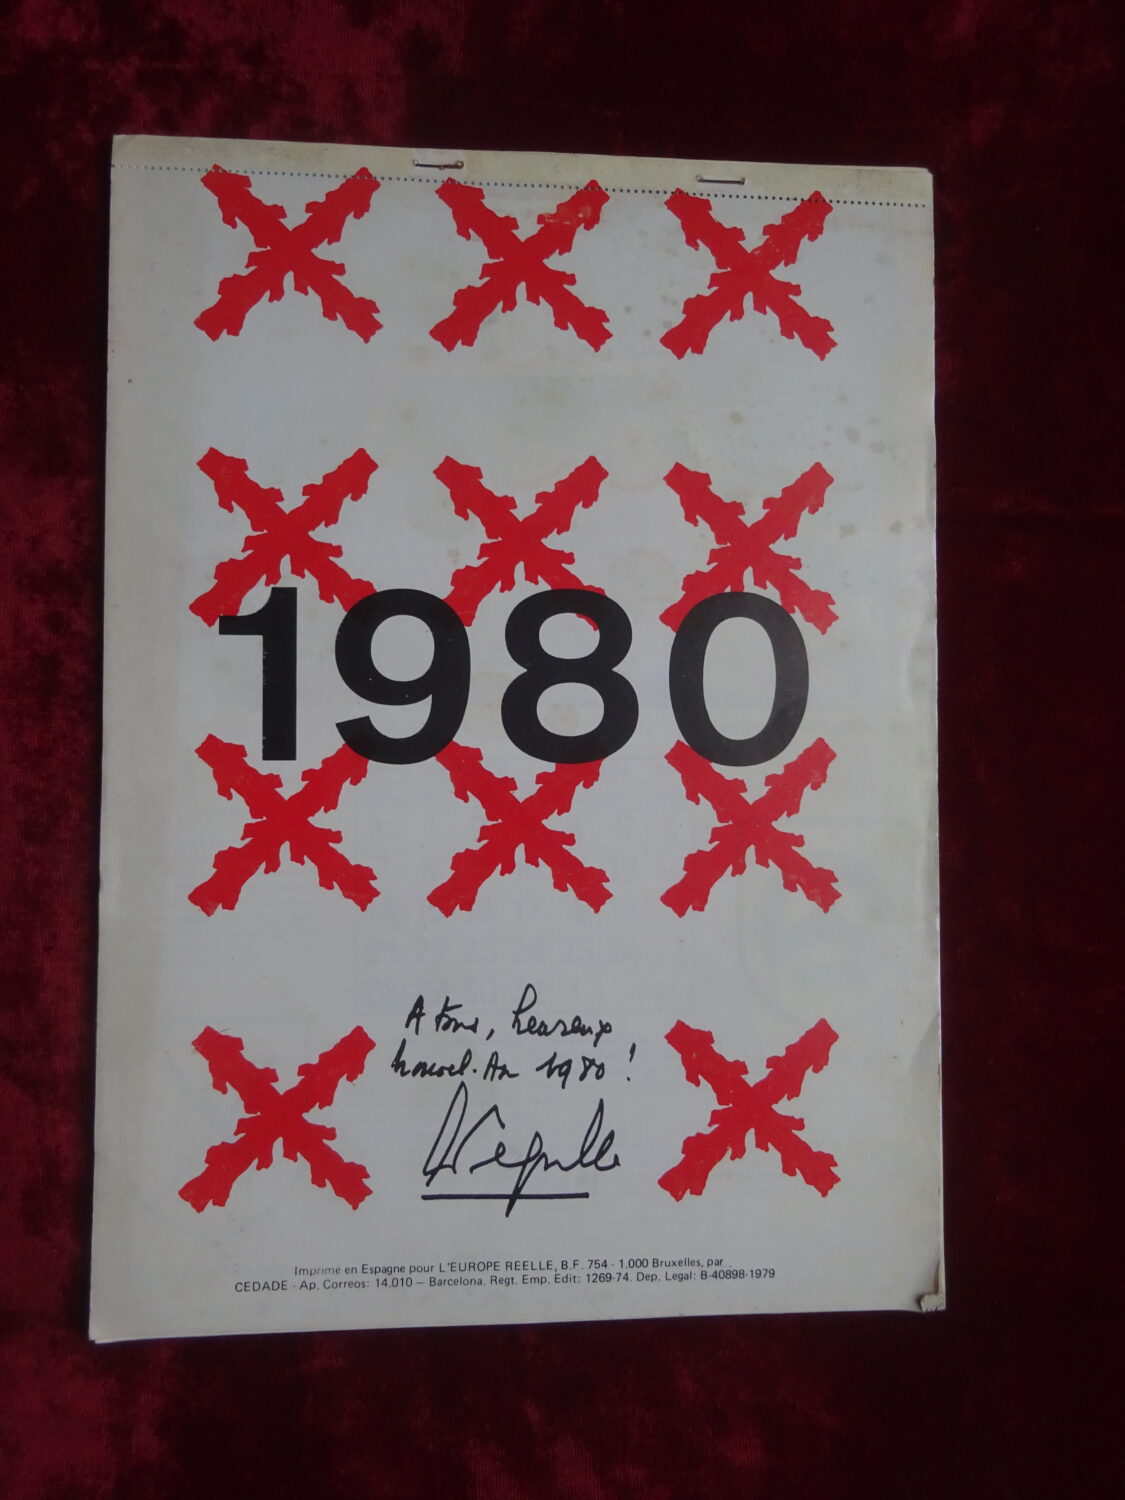 1980
A tous, heureux
nouvel-An 1980 !
Imprimé en Espagne pour L'EUROPE REELLE, B.F. 754 - 1.000 Bruxelles, par
CEDADE - Ap. Correos: 14.010 — Barcelona. Regt. Emp. Edit: 1269-74. Dep. Legal: B-40898-1979